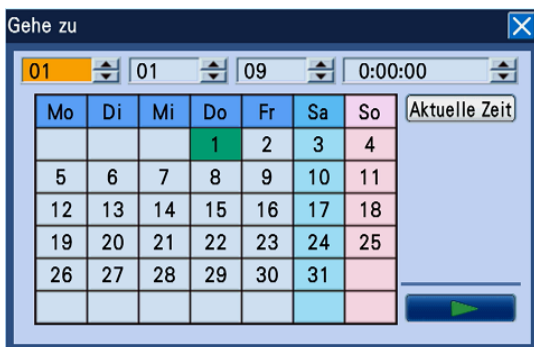 Gehe zu
01 01 09 0:00:00
Mo Di Mi Do Fr Sa So Aktuelle Zeit
1 2 3 4
5 6 7 8 9 10 11
12 13 14 15 16 17 18
19 20 21 22 23 24 25
26 27 28 29 30 31